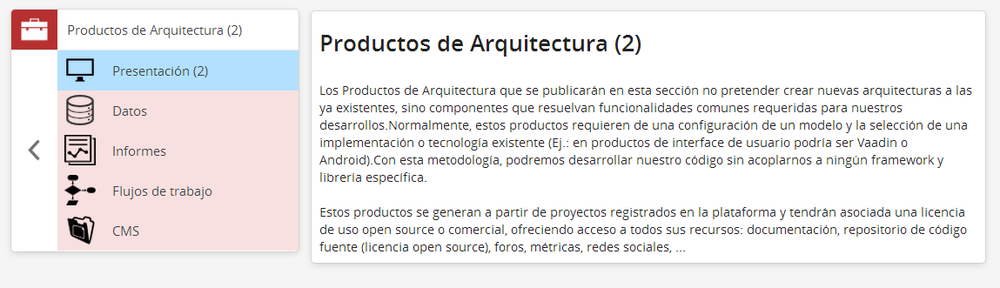 Productos de Arquitectura (2)
Presentación (2)
Datos
Informes
Flujos de trabajo
CMS
Productos de Arquitectura (2)
Los Productos de Arquitectura que se publicarán en esta sección no pretender crear nuevas arquitecturas a las
ya existentes, sino componentes que resuelvan funcionalidades comunes requeridas para nuestros
desarrollos.Normalmente, estos productos requieren de una configuración de un modelo y la selección de una
implementación o tecnología existente (Ej.: en productos de interface de usuario podría ser Vaadin o
Android).Con esta metodología, podremos desarrollar nuestro código sin acoplarnos a ningún framework y
librería específica.
Estos productos se generan a partir de proyectos registrados en la plataforma y tendrán asociada una licencia
de uso open source o comercial, ofreciendo acceso a todos sus recursos: documentación, repositorio de código
fuente (licencia open source), foros, métricas, redes sociales, ...